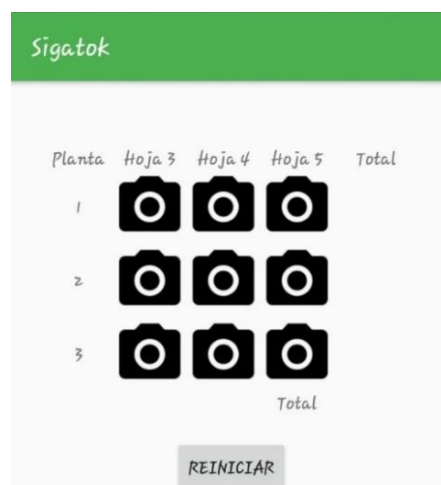 Sigatok
Planta Hoja 3 Hoja 4 Hoja 5 Total
1
2
3
Total
REINICIAR